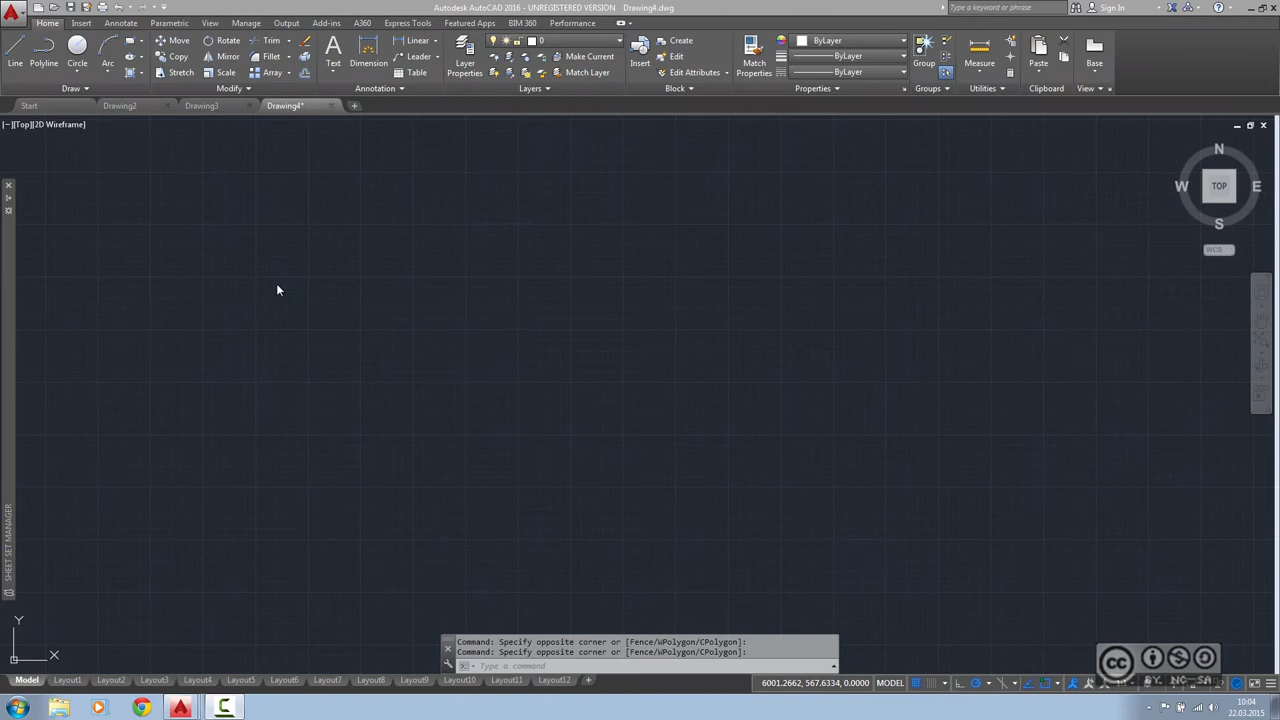 Autodesk AutoCAD 2016 - UNREGISTERED VERSION Drawing4.dwg
Type a keyword or phrase
Sign In
Home Insert Annotate Parametric View Manage Output Add-ins A360 Express Tools Featured Apps BIM 360 Performance
Line Polyline Circle Arc
Move Rotate Trim
Copy Mirror Fillet
Stretch Scale Array
Text Dimension
Linear
Leader
Table
Layer Properties
0
Make Current
Match Layer
Insert
Create
Edit
Edit Attributes
Match Properties
ByLayer
ByLayer
ByLayer
Group
Measure
Paste
Base
Draw Modify Annotation Layers Block Properties Groups Utilities Clipboard View
Start Drawing2 Drawing3 Drawing4*
[−][Top][2D Wireframe]
N
W TOP E
S
WCS
SHEET SET MANAGER
Y
X
Command: Specify opposite corner or [Fence/WPolygon/CPolygon]:
Command: Specify opposite corner or [Fence/WPolygon/CPolygon]:
Type a command
cc
BY NC SA
Model Layout1 Layout2 Layout3 Layout4 Layout5 Layout6 Layout7 Layout8 Layout9 Layout10 Layout11 Layout12
6001.2662, 567.6334, 0.0000 MODEL
10:04
22.03.2015